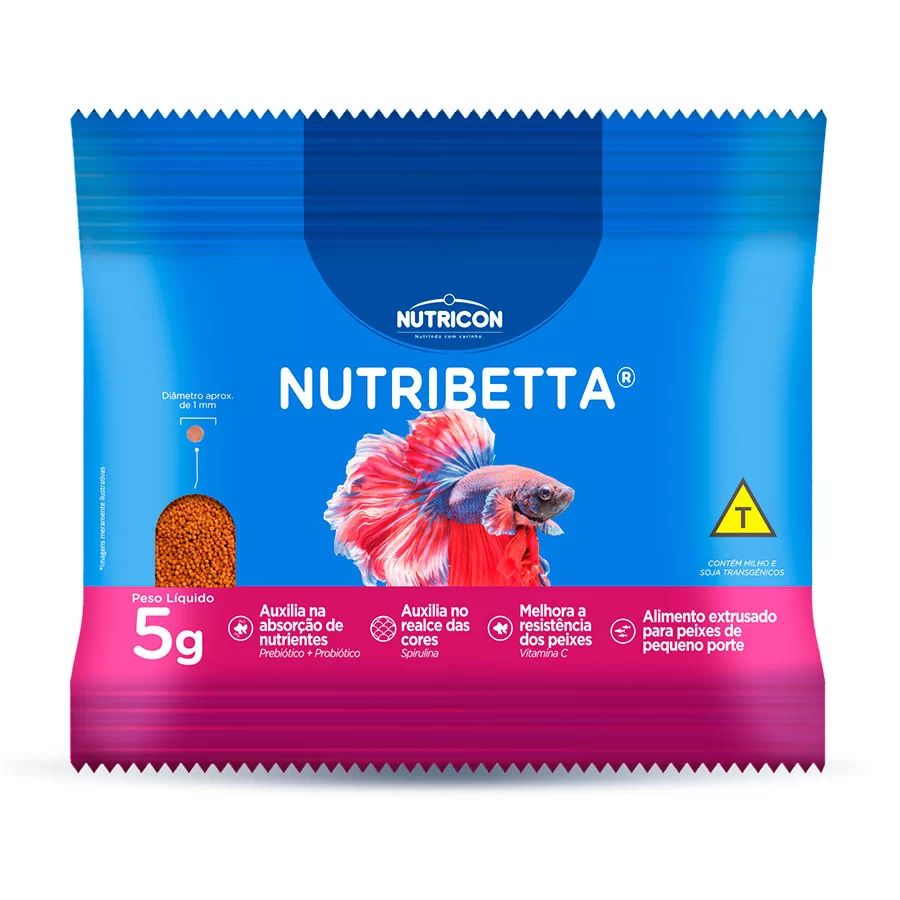 NUTRICON
Nutrindo com carinho.
NUTRIBETTA®
Diâmetro aprox.
de 1 mm
*Imagens meramente ilustrativas
T
CONTÉM MILHO E
SOJA TRANSGÊNICOS
Peso Líquido
5g
Auxilia na
absorção de
nutrientes
Prebiótico + Probiótico
Auxilia no
realce das
cores
Spirulina
Melhora a
resistência
dos peixes
Vitamina C
Alimento extrusado
para peixes de
pequeno porte